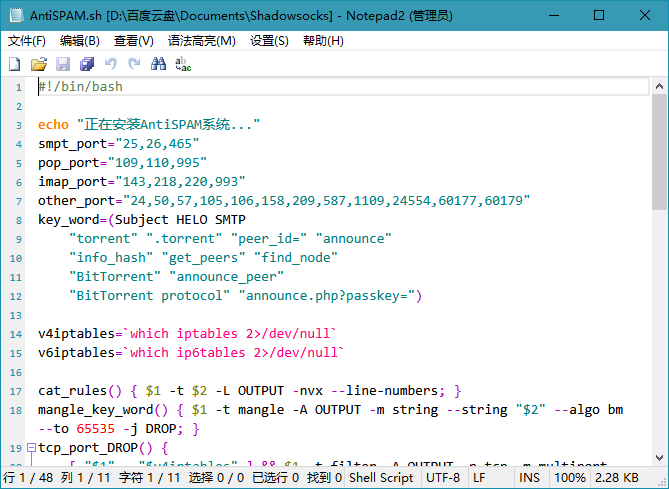 AntiSPAM.sh [D:\百度云盘\Documents\Shadowsocks] - Notepad2 (管理员)
文件(F) 编辑(B) 查看(V) 语法高亮(M) 设置(S) 帮助(H)
1 #!/bin/bash
2
3 echo "正在安装AntiSPAM系统..."
4 smpt_port="25,26,465"
5 pop_port="109,110,995"
6 imap_port="143,218,220,993"
7 other_port="24,50,57,105,106,158,209,587,1109,24554,60177,60179"
8 key_word=(Subject HELO SMTP
9 "torrent" ".torrent" "peer_id=" "announce"
10 "info_hash" "get_peers" "find_node"
11 "BitTorrent" "announce_peer"
12 "BitTorrent protocol" "announce.php?passkey=")
13
14 v4iptables=`which iptables 2>/dev/null`
15 v6iptables=`which ip6tables 2>/dev/null`
16
17 cat_rules() { $1 -t $2 -L OUTPUT -nvx --line-numbers; }
18 mangle_key_word() { $1 -t mangle -A OUTPUT -m string --string "$2" --algo bm
--to 65535 -j DROP; }
19 tcp_port_DROP() {
行 1 / 48 列 1 / 11 字符 1 / 11 选择 0 / 0 已选行 0 找到 0 Shell Script UTF-8 LF INS 100% 2.28 KB